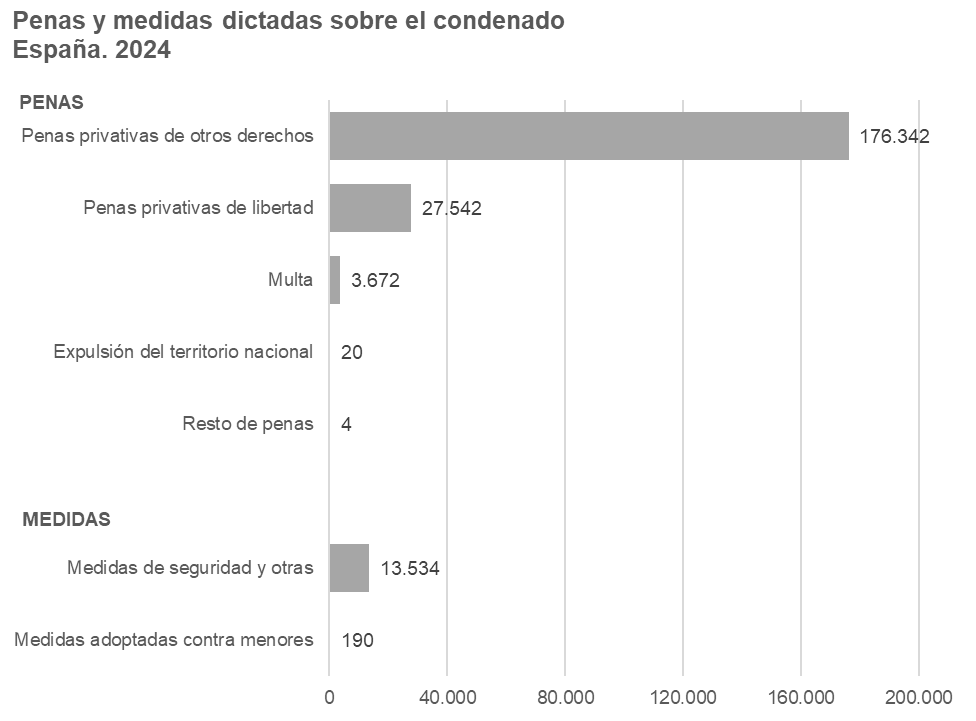 Penas y medidas dictadas sobre el condenado
España. 2024
PENAS
Penas privativas de otros derechos 176.342
Penas privativas de libertad 27.542
Multa 3.672
Expulsión del territorio nacional 20
Resto de penas 4
MEDIDAS
Medidas de seguridad y otras 13.534
Medidas adoptadas contra menores 190
0 40.000 80.000 120.000 160.000 200.000